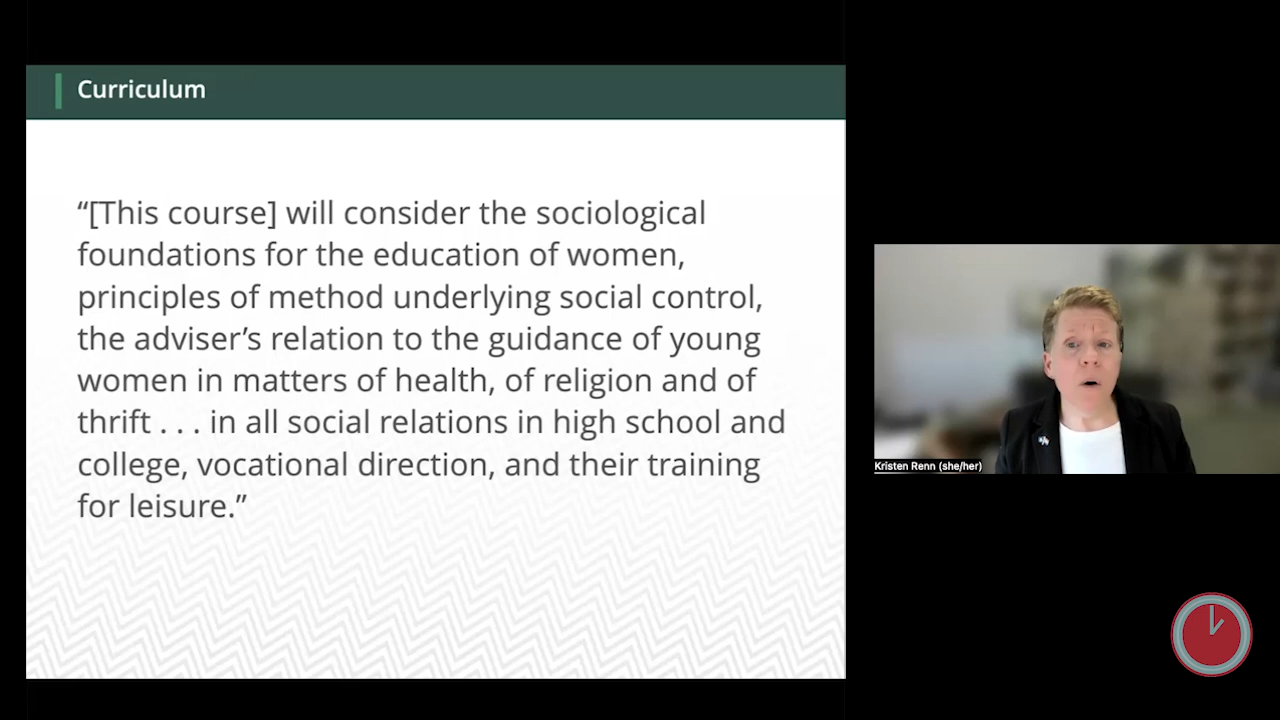 Curriculum
“[This course] will consider the sociological
foundations for the education of women,
principles of method underlying social control,
the adviser’s relation to the guidance of young
women in matters of health, of religion and of
thrift . . . in all social relations in high school and
college, vocational direction, and their training
for leisure.”
Kristen Renn (she/her)